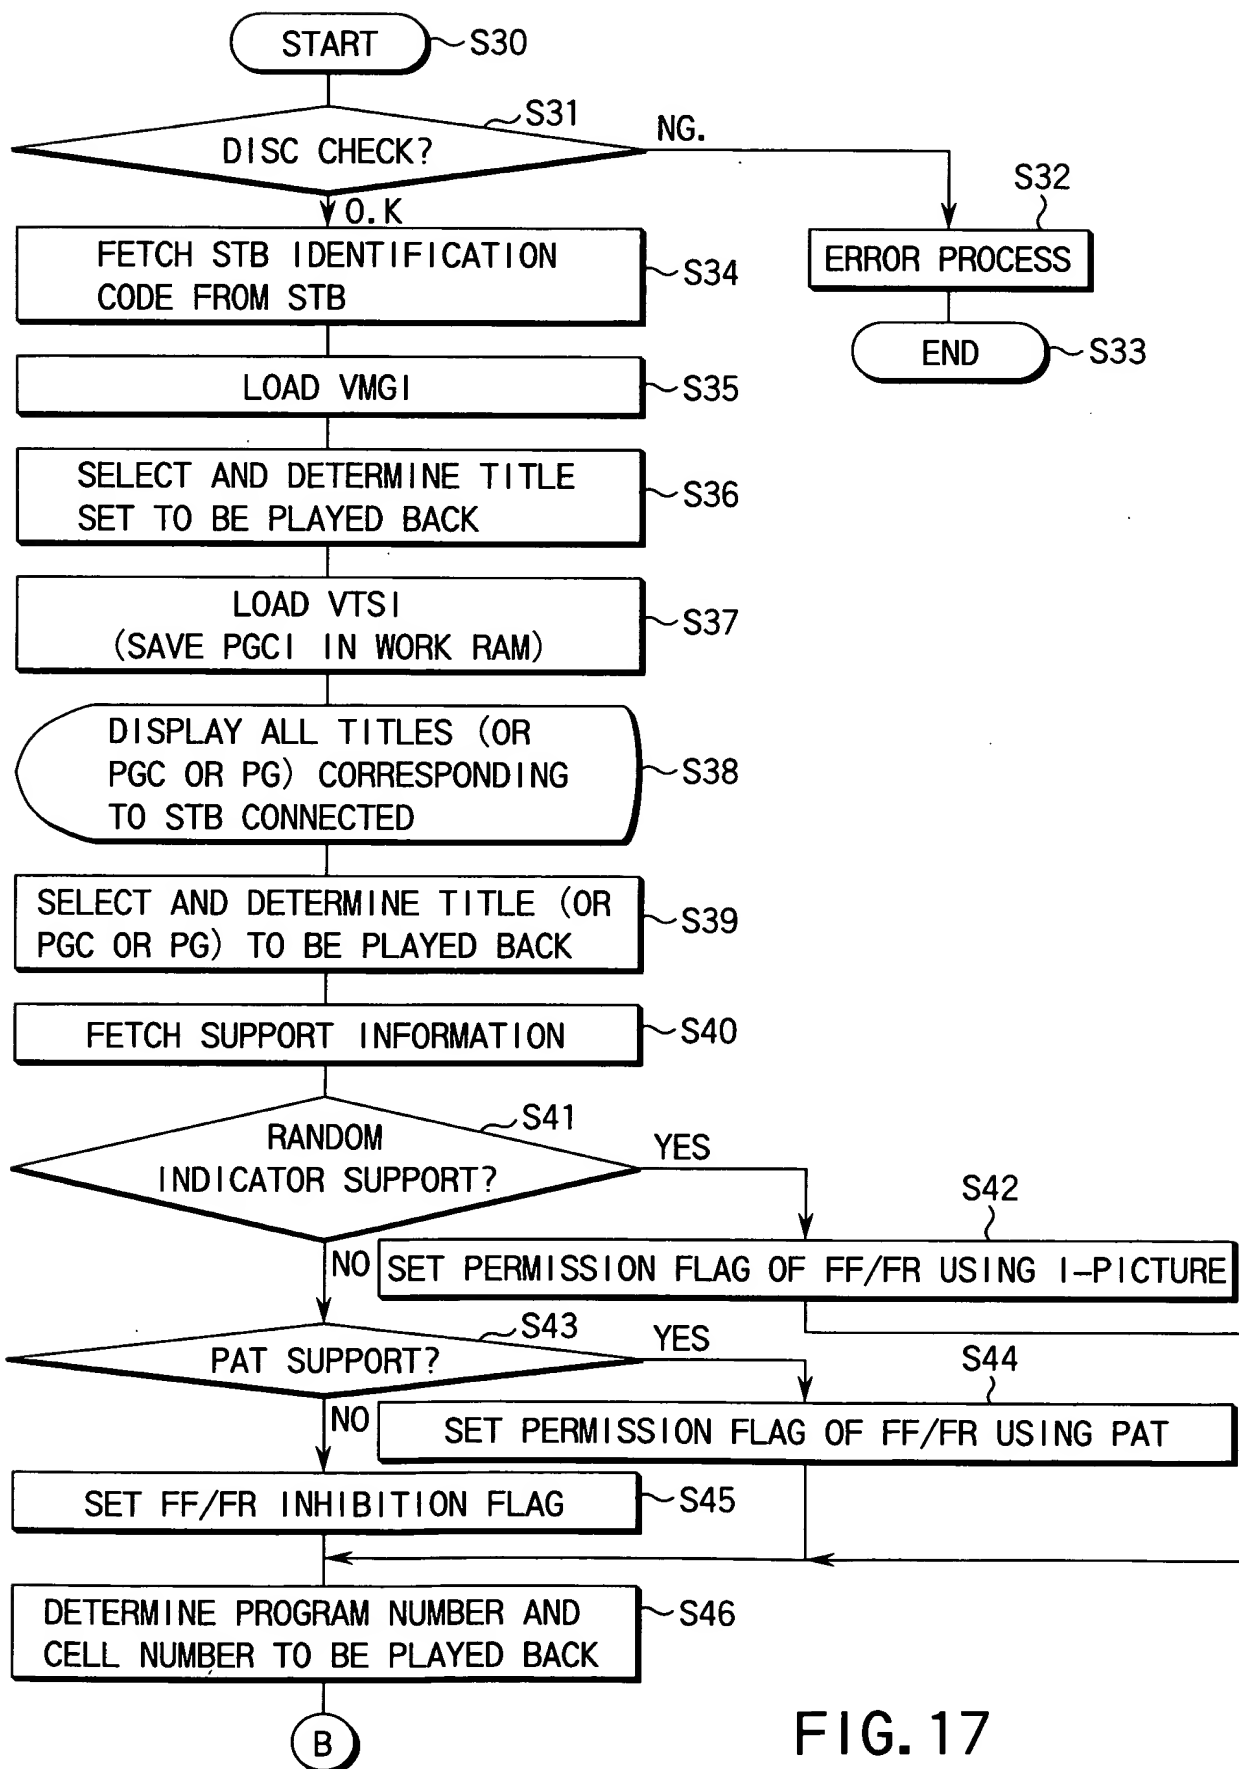 START
S30
S31
DISC CHECK?
NG.
O.K
S32
ERROR PROCESS
END
S33
FETCH STB IDENTIFICATION
CODE FROM STB
S34
LOAD VMGI
S35
SELECT AND DETERMINE TITLE
SET TO BE PLAYED BACK
S36
LOAD VTSI
(SAVE PGCI IN WORK RAM)
S37
DISPLAY ALL TITLES (OR
PGC OR PG) CORRESPONDING
TO STB CONNECTED
S38
SELECT AND DETERMINE TITLE (OR
PGC OR PG) TO BE PLAYED BACK
S39
FETCH SUPPORT INFORMATION
S40
S41
RANDOM
INDICATOR SUPPORT?
YES
S42
NO
SET PERMISSION FLAG OF FF/FR USING I-PICTURE
S43
PAT SUPPORT?
YES
S44
NO
SET PERMISSION FLAG OF FF/FR USING PAT
SET FF/FR INHIBITION FLAG
S45
DETERMINE PROGRAM NUMBER AND
CELL NUMBER TO BE PLAYED BACK
S46
B
FIG. 17